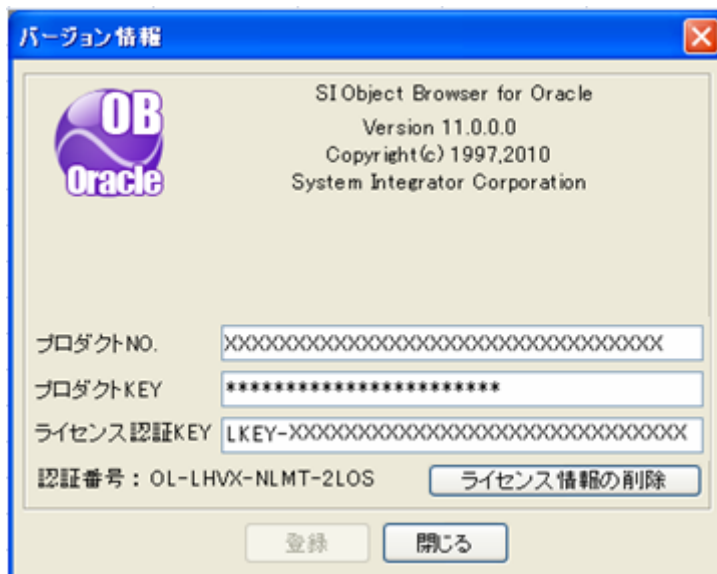 バージョン情報
OB
Oracle
SI Object Browser for Oracle
Version 11.0.0.0
Copyright(c) 1997,2010
System Integrator Corporation
プロダクトNO. XXXXXXXXXXXXXXXXXXXXXXXXXXXXXXXXXXX
プロダクトKEY ***********************
ライセンス認証KEY LKEY-XXXXXXXXXXXXXXXXXXXXXXXXXXXXXXX
認証番号：OL-LHVX-NLMT-2LOS ライセンス情報の削除
登録 閉じる